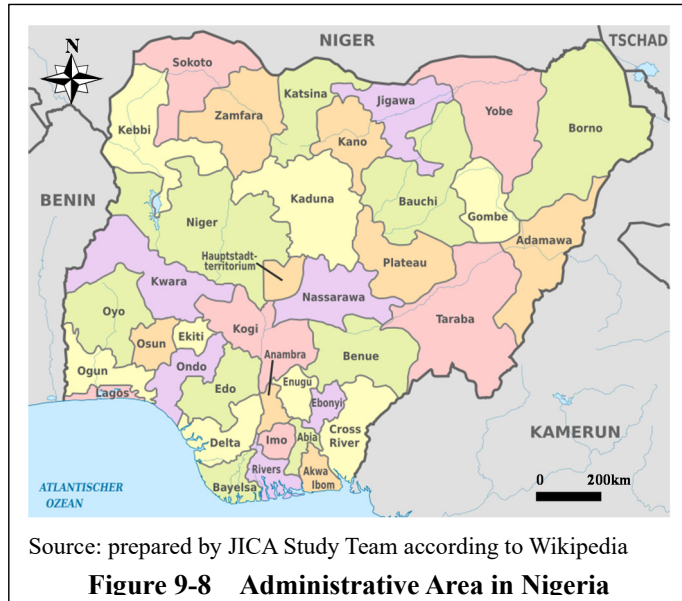 N
NIGER
TSCHAD
Sokoto
Katsina
Jigawa
Yobe
Borno
Zamfara
Kano
Kebbi
BENIN
Kaduna
Bauchi
Gombe
Niger
Adamawa
Hauptstadt-
territorium
Plateau
Kwara
Nassarawa
Taraba
Oyo
Kogi
Osun
Ekiti
Anambra
Benue
Ogun
Ondo
Enugu
Lagos
Edo
Ebonyi
Cross
River
Delta
Imo
Abia
KAMERUN
Rivers
Akwa
Ibom
Bayelsa
ATLANTISCHER
OZEAN
0 200km
Source: prepared by JICA Study Team according to Wikipedia
Figure 9-8 Administrative Area in Nigeria